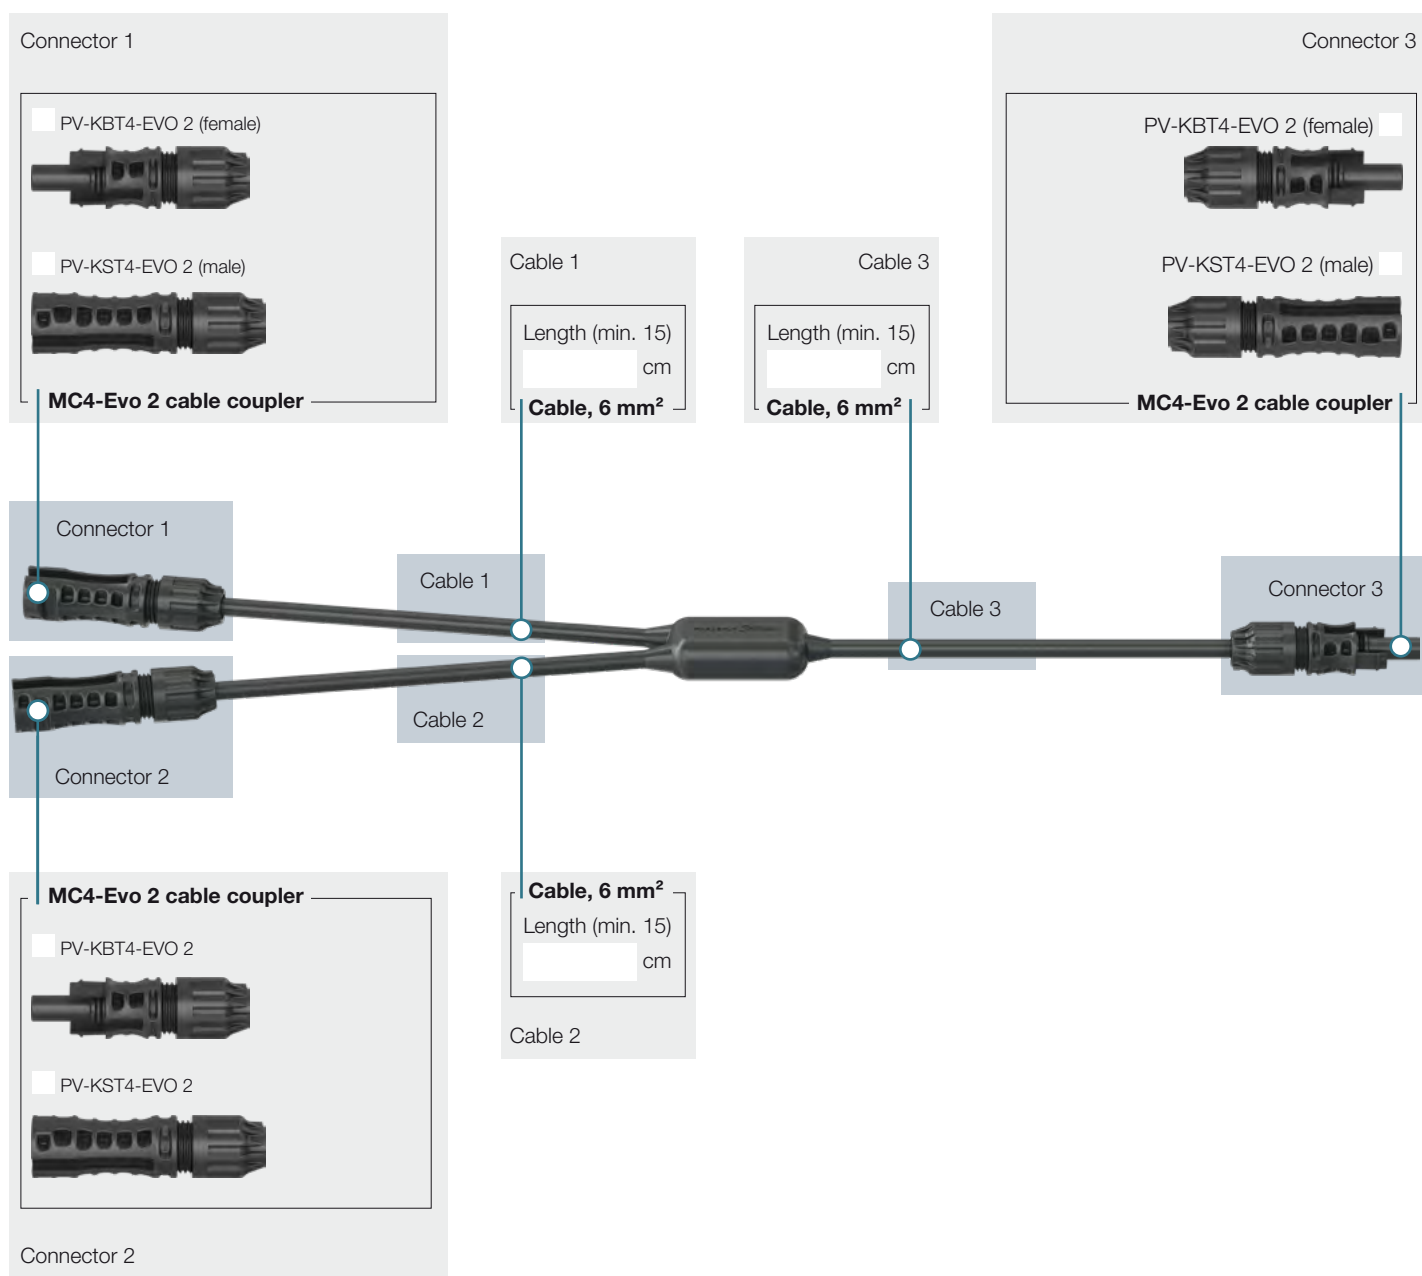 Connector 1
PV-KBT4-EVO 2 (female)
PV-KST4-EVO 2 (male)
MC4-Evo 2 cable coupler
Cable 1
Length (min. 15)
cm
Cable, 6 mm²
Cable 3
Length (min. 15)
cm
Cable, 6 mm²
Connector 3
PV-KBT4-EVO 2 (female)
PV-KST4-EVO 2 (male)
MC4-Evo 2 cable coupler
Connector 1
Cable 1
Cable 3
Connector 3
Cable 2
Connector 2
MC4-Evo 2 cable coupler
PV-KBT4-EVO 2
PV-KST4-EVO 2
Connector 2
Cable, 6 mm²
Length (min. 15)
cm
Cable 2